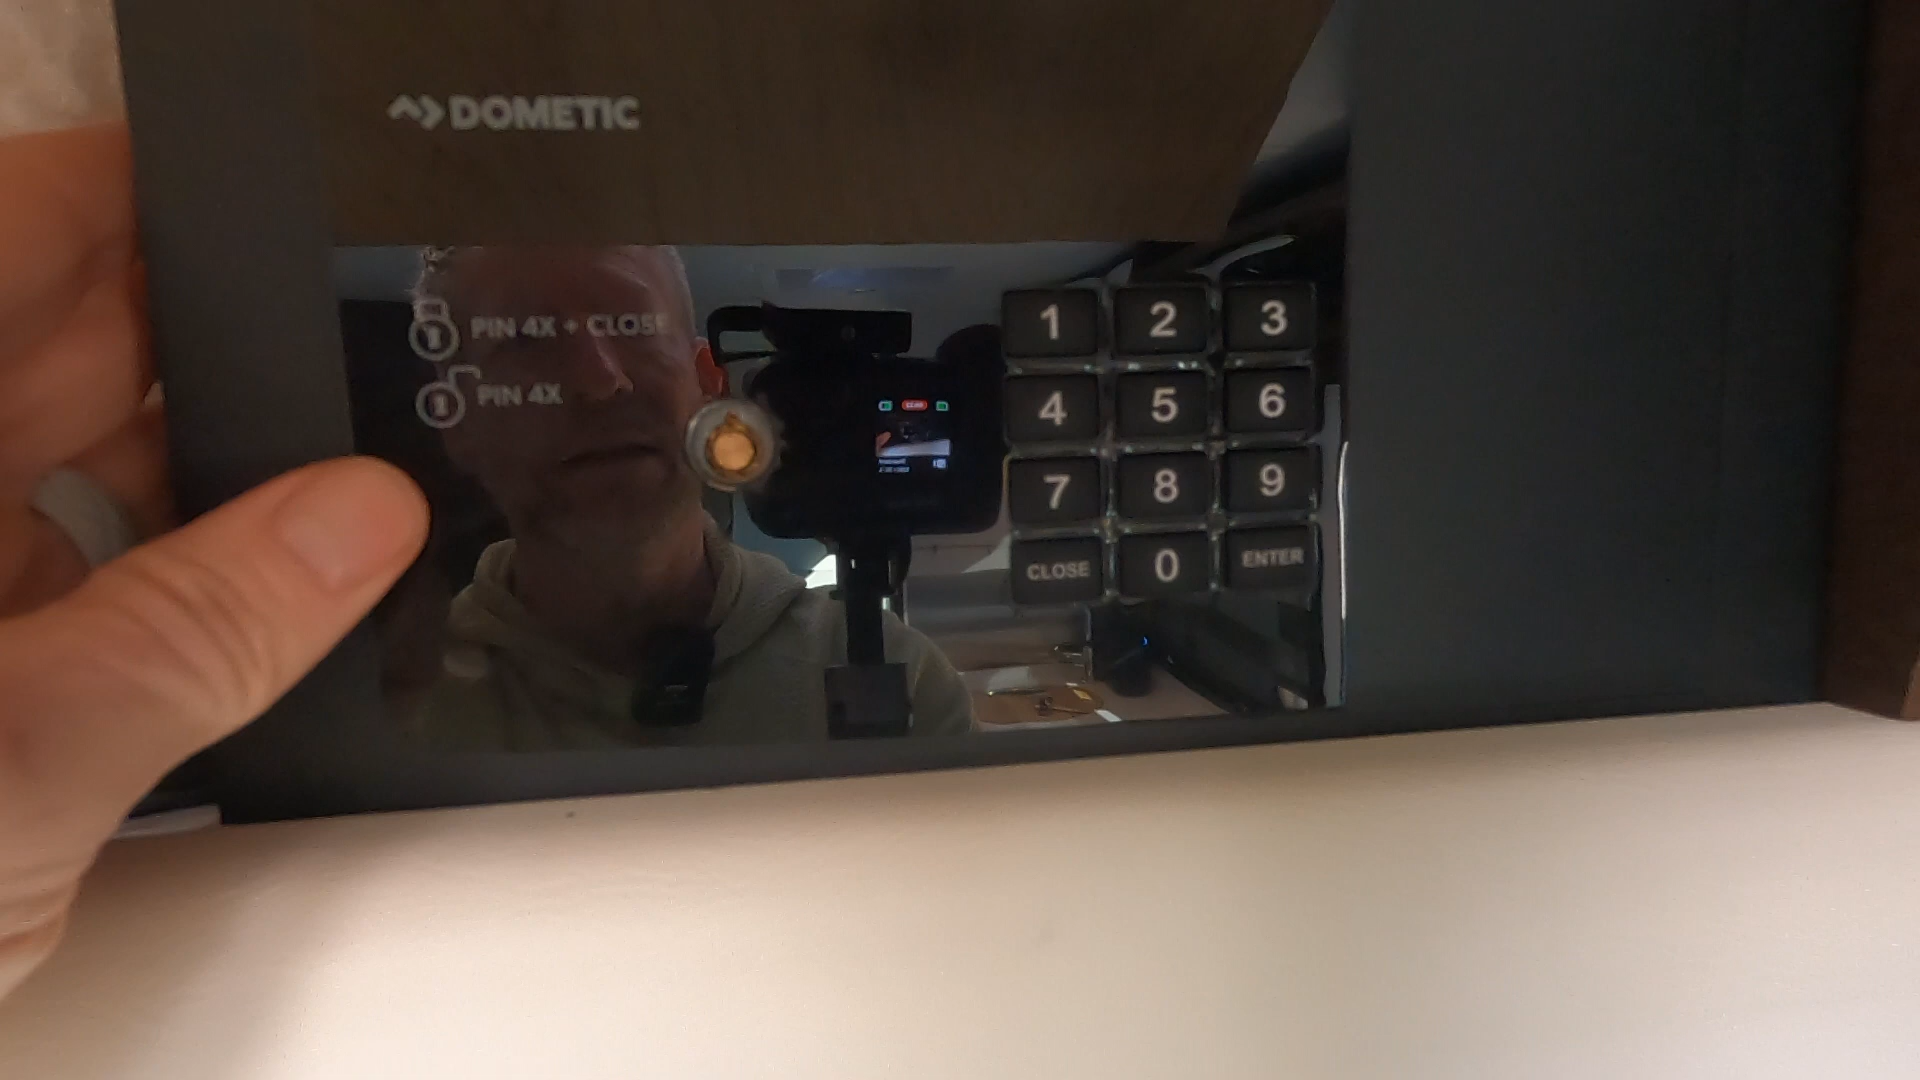 DOMETIC
PIN 4X + CLOSE
PIN 4X
1 2 3
4 5 6
7 8 9
CLOSE 0 ENTER